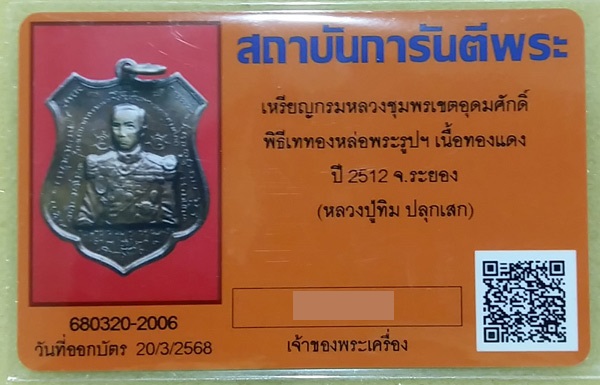 สถาบันการันตีพระ
เหรียญกรมหลวงชุมพรเขตอุดมศักดิ์
พิธีเททองหล่อพระรูปฯ เนื้อทองแดง
ปี 2512 จ.ระยอง
(หลวงปู่ทิม ปลุกเสก)
680320-2006
วันที่ออกบัตร 20/3/2568
เจ้าของพระเครื่อง